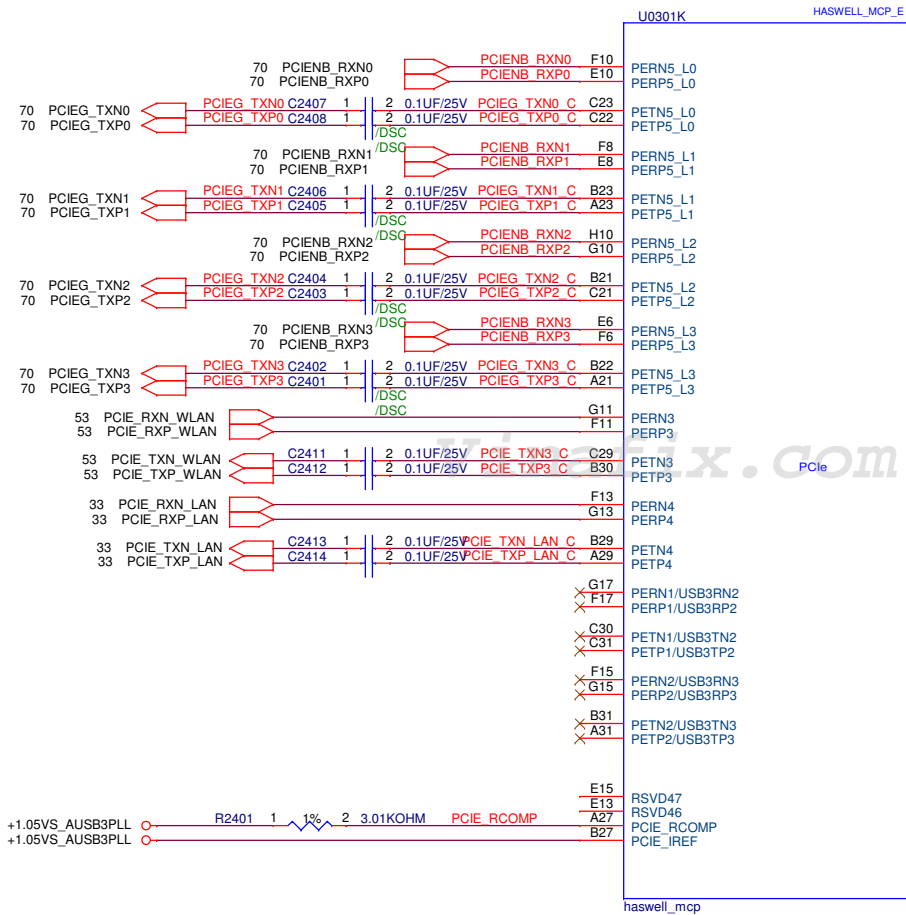 U0301K HASWELL_MCP_E
70 PCIENB_RXN0 PCIENB_RXN0 F10 PERN5_L0
70 PCIENB_RXP0 PCIENB_RXP0 E10 PERP5_L0
70 PCIEG_TXN0 PCIEG_TXN0 C2407 1 2 0.1UF/25V PCIEG_TXN0_C C23 PETN5_L0
70 PCIEG_TXP0 PCIEG_TXP0 C2408 1 2 0.1UF/25V PCIEG_TXP0_C C22 PETP5_L0
/DSC
/DSC
70 PCIENB_RXN1 PCIENB_RXN1 F8 PERN5_L1
70 PCIENB_RXP1 PCIENB_RXP1 E8 PERP5_L1
70 PCIEG_TXN1 PCIEG_TXN1 C2406 1 2 0.1UF/25V PCIEG_TXN1_C B23 PETN5_L1
70 PCIEG_TXP1 PCIEG_TXP1 C2405 1 2 0.1UF/25V PCIEG_TXP1_C A23 PETP5_L1
/DSC
/DSC
70 PCIENB_RXN2 PCIENB_RXN2 H10 PERN5_L2
70 PCIENB_RXP2 PCIENB_RXP2 G10 PERP5_L2
70 PCIEG_TXN2 PCIEG_TXN2 C2404 1 2 0.1UF/25V PCIEG_TXN2_C B21 PETN5_L2
70 PCIEG_TXP2 PCIEG_TXP2 C2403 1 2 0.1UF/25V PCIEG_TXP2_C C21 PETP5_L2
/DSC
/DSC
70 PCIENB_RXN3 PCIENB_RXN3 E6 PERN5_L3
70 PCIENB_RXP3 PCIENB_RXP3 F6 PERP5_L3
70 PCIEG_TXN3 PCIEG_TXN3 C2402 1 2 0.1UF/25V PCIEG_TXN3_C B22 PETN5_L3
70 PCIEG_TXP3 PCIEG_TXP3 C2401 1 2 0.1UF/25V PCIEG_TXP3_C A21 PETP5_L3
/DSC
/DSC
53 PCIE_RXN_WLAN G11 PERN3
53 PCIE_RXP_WLAN F11 PERP3
Vinafix.com
53 PCIE_TXN_WLAN C2411 1 2 0.1UF/25V PCIE_TXN3_C C29 PETN3
53 PCIE_TXP_WLAN C2412 1 2 0.1UF/25V PCIE_TXP3_C B30 PETP3
PCIe
33 PCIE_RXN_LAN F13 PERN4
33 PCIE_RXP_LAN G13 PERP4
33 PCIE_TXN_LAN C2413 1 2 0.1UF/25V PCIE_TXN_LAN_C B29 PETN4
33 PCIE_TXP_LAN C2414 1 2 0.1UF/25V PCIE_TXP_LAN_C A29 PETP4
G17 PERN1/USB3RN2
F17 PERP1/USB3RP2
C30 PETN1/USB3TN2
C31 PETP1/USB3TP2
F15 PERN2/USB3RN3
G15 PERP2/USB3RP3
B31 PETN2/USB3TN3
A31 PETP2/USB3TP3
E15 RSVD47
E13 RSVD46
+1.05VS_AUSB3PLL R2401 1 1% 2 3.01KOHM PCIE_RCOMP A27 PCIE_RCOMP
+1.05VS_AUSB3PLL B27 PCIE_IREF
haswell_mcp